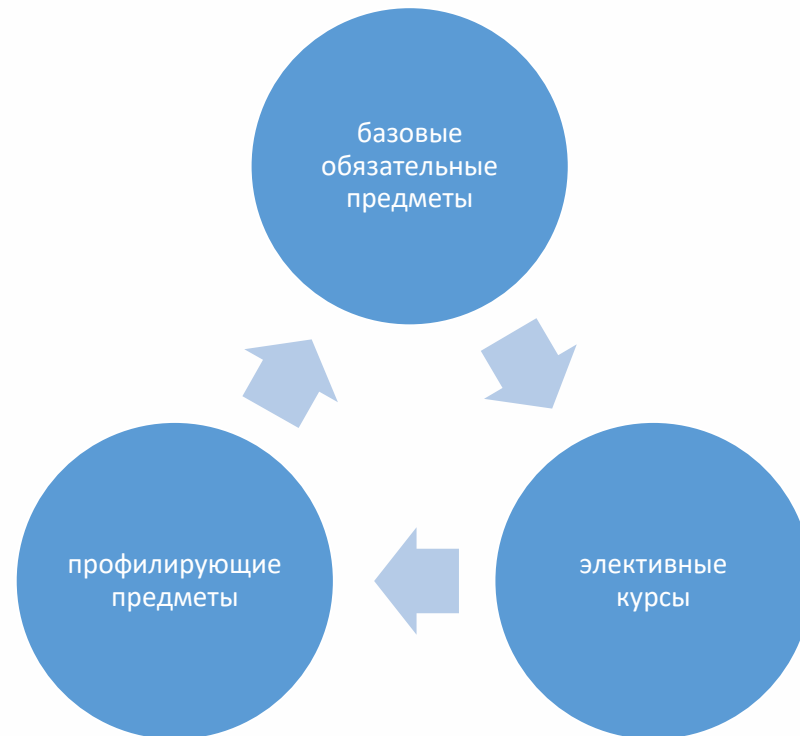 базовые
обязательные
предметы
профилирующие
предметы
элективные
курсы